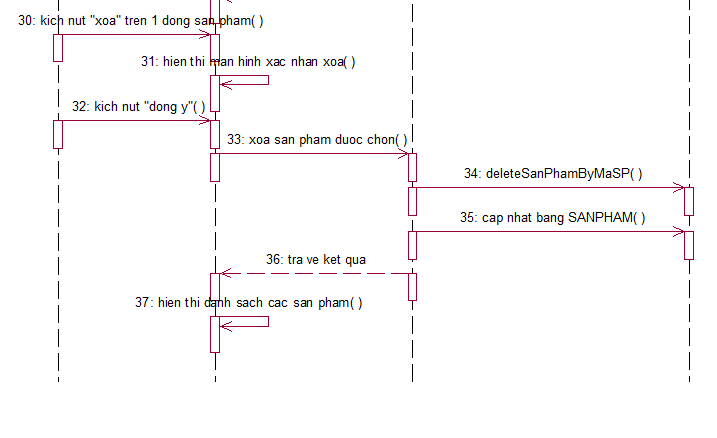 30: kich nut "xoa" tren 1 dong san pham( )
31: hien thi man hinh xac nhan xoa( )
32: kich nut "dong y"( )
33: xoa san pham duoc chon( )
34: deleteSanPhamByMaSP( )
35: cap nhat bang SANPHAM( )
36: tra ve ket qua
37: hien thi danh sach cac san pham( )